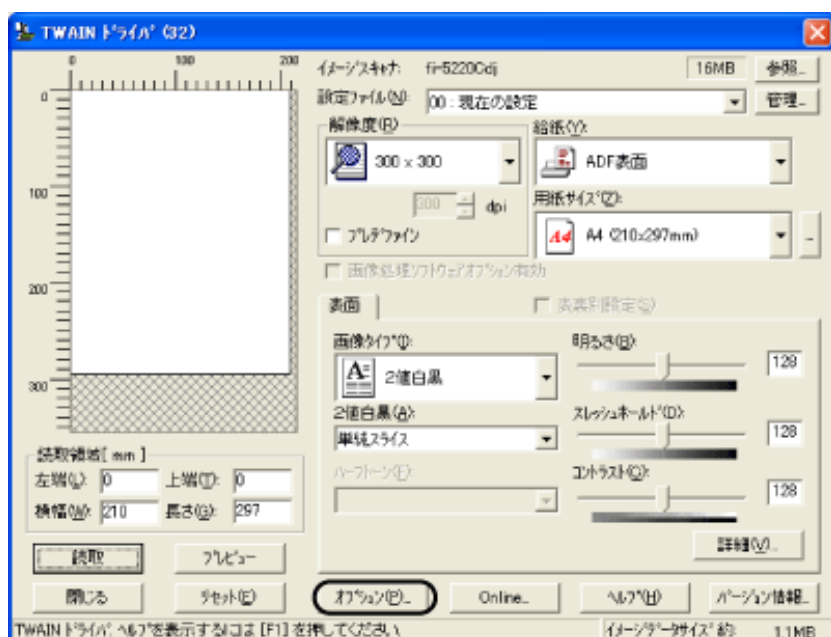 TWAIN ﾄﾞﾗｲﾊﾞ (32)
0 100 200
0
100
200
300
イメージスキャナ: fi-5220Cdj 16MB 参照...
設定ファイル(N): 00 : 現在の設定 管理...
解像度(R)
300 x 300
300 dpi
プレデファイン
給紙(Y):
ADF表面
用紙サイズ(Z):
A4 A4 (210x297mm) ..
画像処理ソフトウェアオプション有効
表面
表裏別設定(S)
画像タイプ(I):
2値白黒
2値白黒(A):
単純スライス
ハーフトーン(F):
明るさ(B):
128
スレッショホールド(D):
128
コントラスト(C):
128
詳細(V)...
読取領域[ mm ]
左端(L): 0 上端(T): 0
横幅(W): 210 長さ(G): 297
読取 プレビュー
閉じる リセット(E) オプション(P)... Online... ヘルプ(H) バージョン情報...
TWAIN ﾄﾞﾗｲﾊﾞ ヘルプを表示するには [F1] を押してください イメージデータサイズ 約 1.1MB